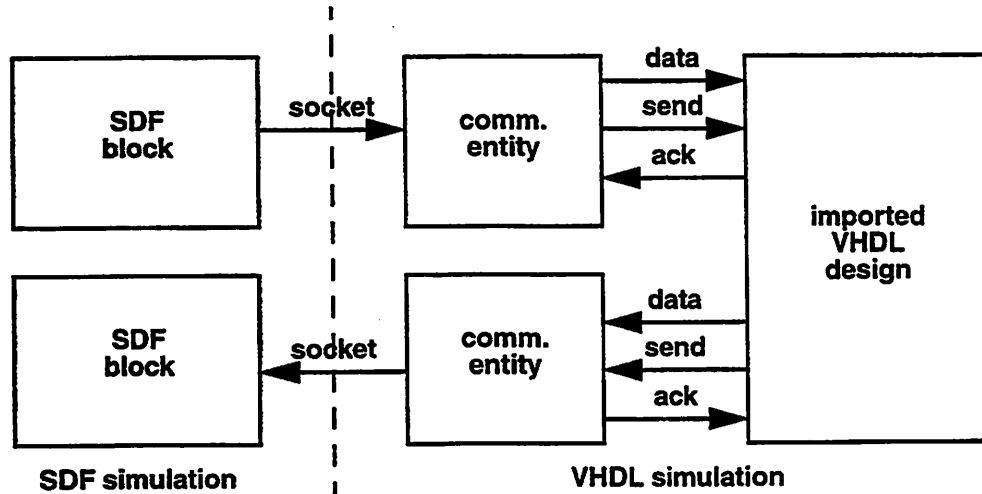 SDF
block
socket
comm.
entity
data
send
ack
imported
VHDL
design
SDF
block
socket
comm.
entity
data
send
ack
SDF simulation
VHDL simulation